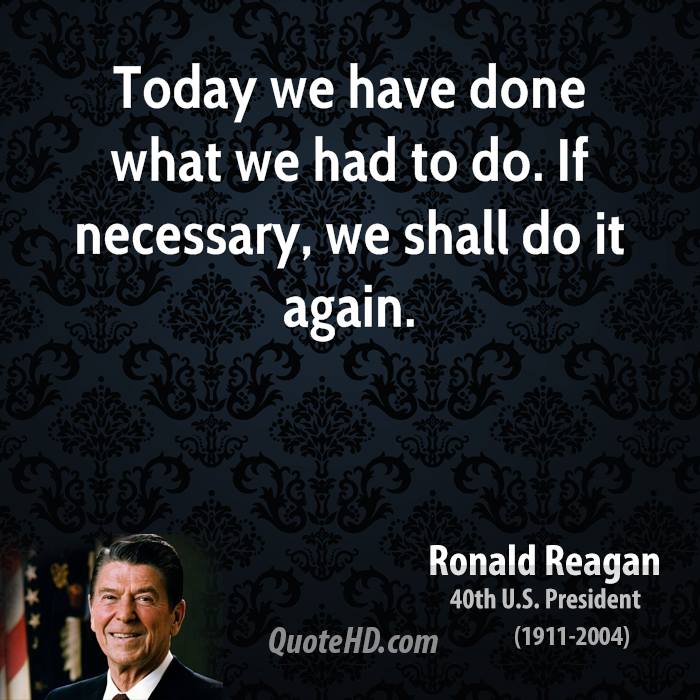 Today we have done
what we had to do. If
necessary, we shall do it
again.
Ronald Reagan
40th U.S. President
(1911-2004)
QuoteHD.com